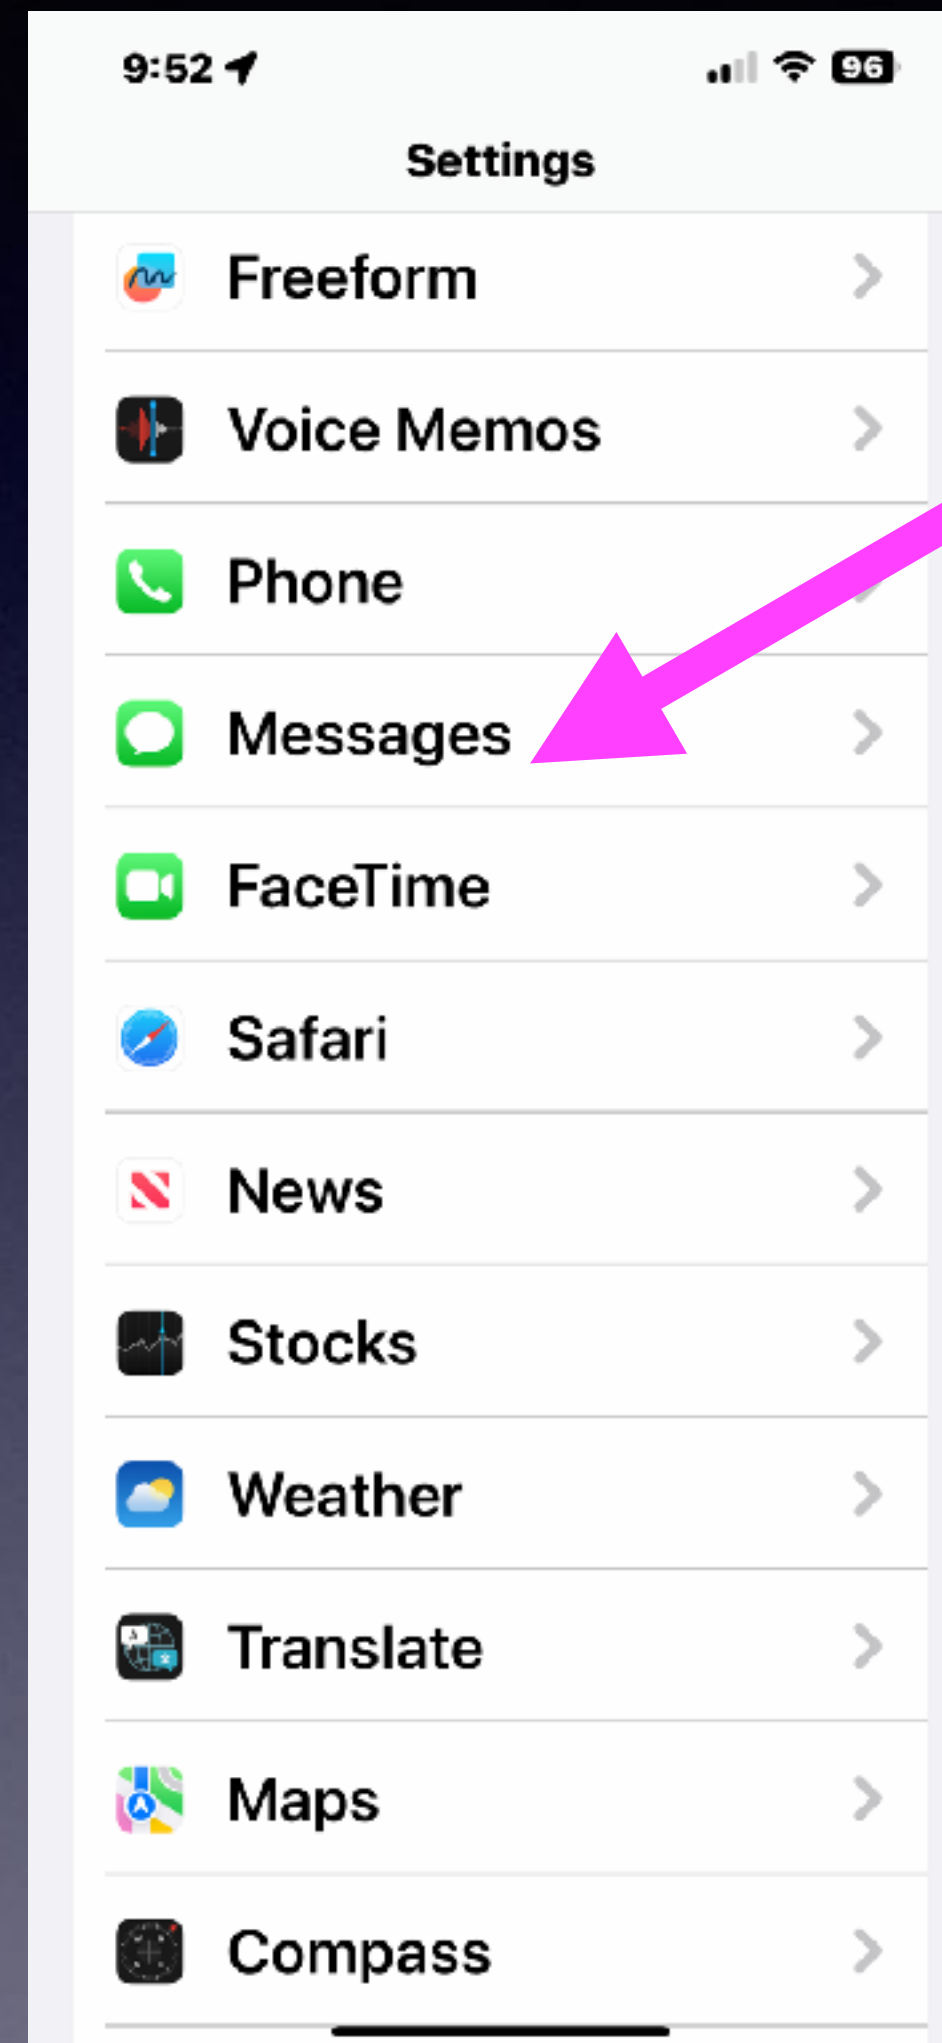 9:52
96
Settings
Freeform
Voice Memos
Phone
Messages
FaceTime
Safari
News
Stocks
Weather
Translate
Maps
Compass